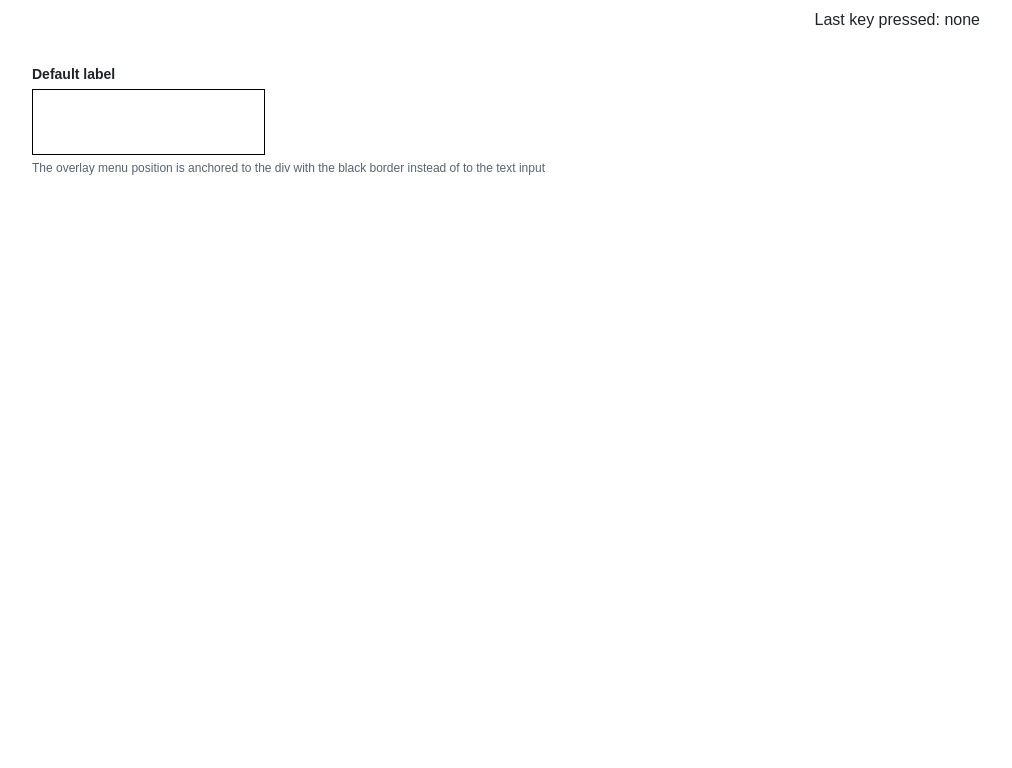 Last key pressed: none
Default label
The overlay menu position is anchored to the div with the black border instead of to the text input